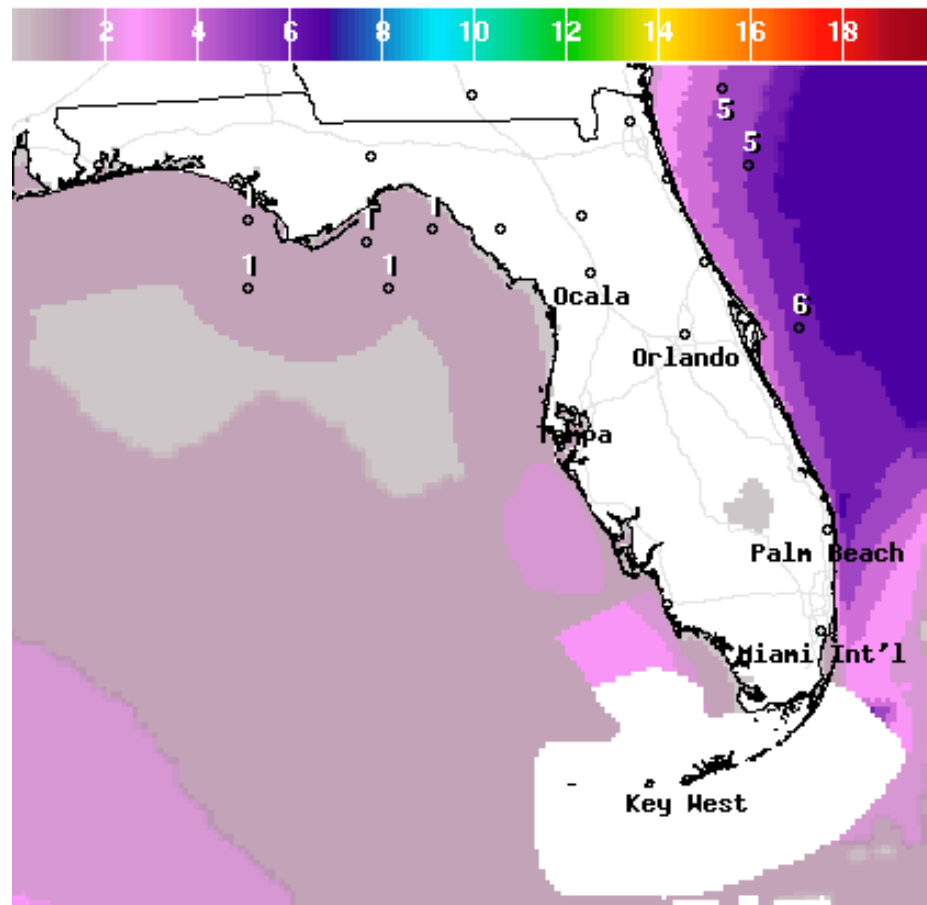 2 4 6 8 10 12 14 16 18
5
5
1 1 1
1 1
Ocala
6
Orlando
Tampa
Palm Beach
Miami Int'l
Key West